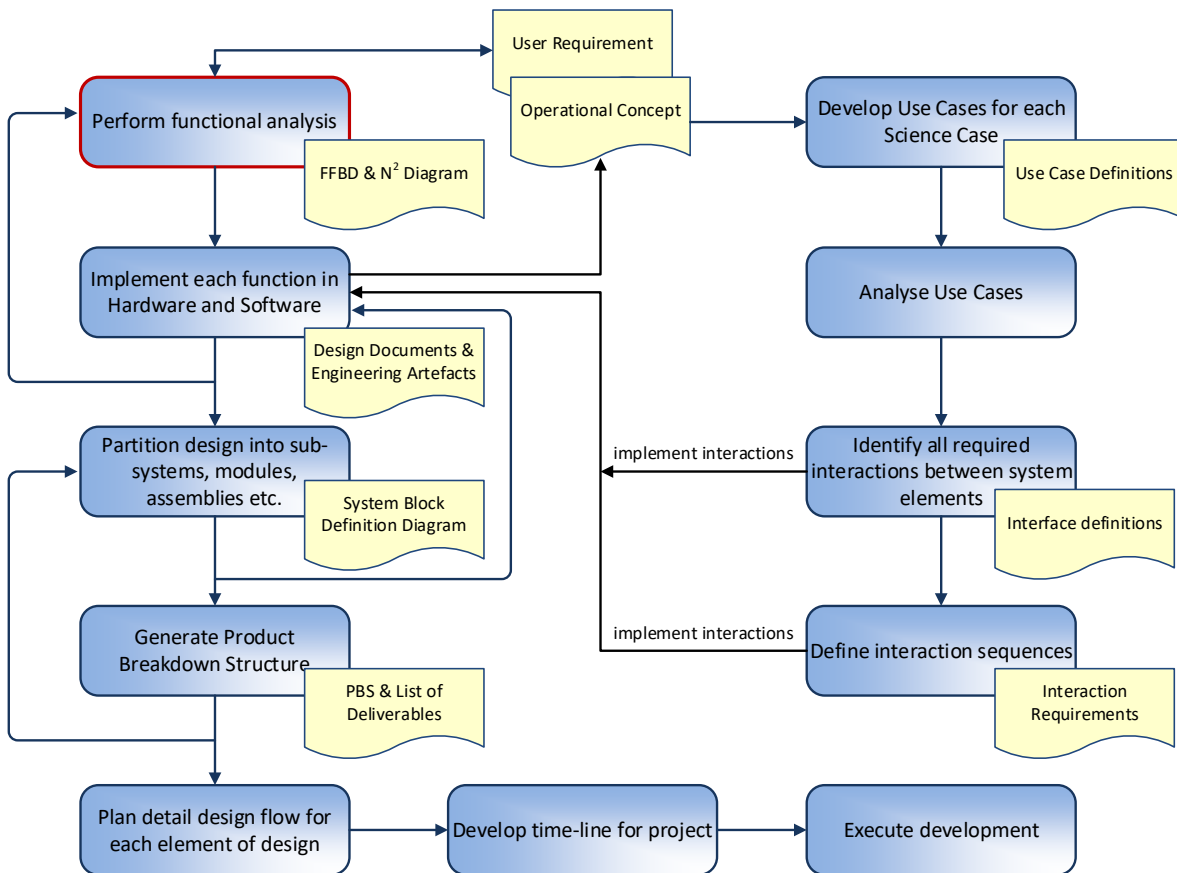 User Requirement
Operational Concept
Perform functional analysis
FFBD & N² Diagram
Develop Use Cases for each
Science Case
Use Case Definitions
Implement each function in
Hardware and Software
Design Documents &
Engineering Artefacts
Analyse Use Cases
Partition design into sub-
systems, modules,
assemblies etc.
System Block
Definition Diagram
implement interactions
Identify all required
interactions between system
elements
Interface definitions
Generate Product
Breakdown Structure
PBS & List of
Deliverables
implement interactions
Define interaction sequences
Interaction
Requirements
Plan detail design flow for
each element of design
Develop time-line for project
Execute development